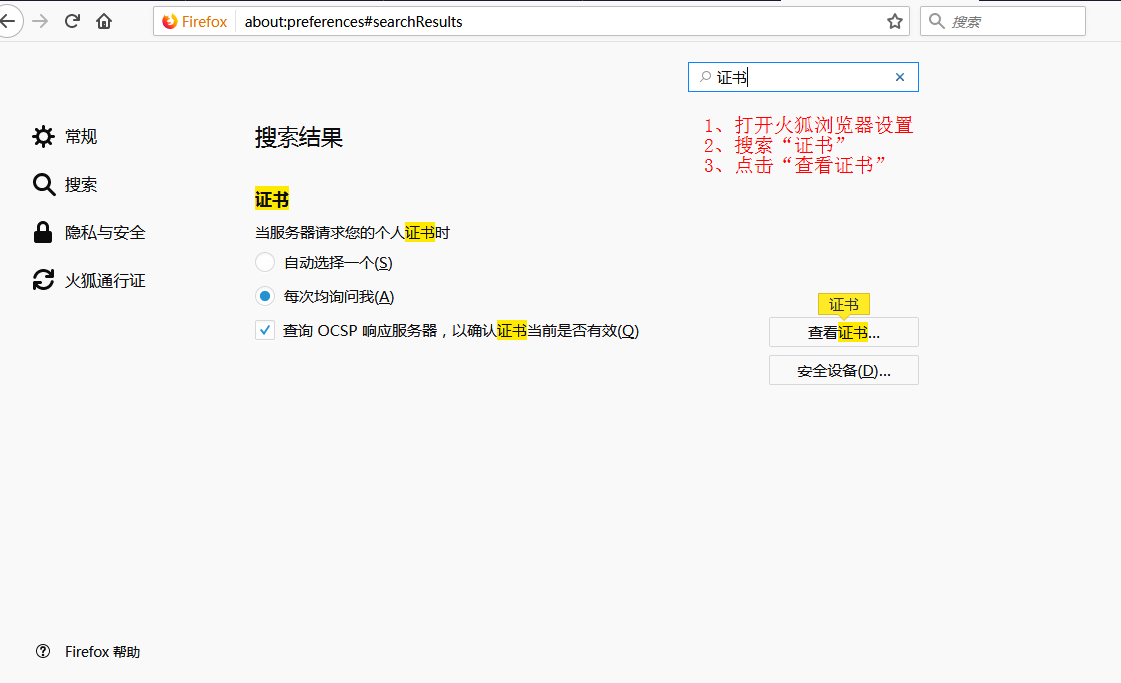 Firefox about:preferences#searchResults 搜索
证书
1、打开火狐浏览器设置
2、搜索“证书”
3、点击“查看证书”
常规
搜索
隐私与安全
火狐通行证
搜索结果
证书
当服务器请求您的个人证书时
自动选择一个(S)
每次均询问我(A)
查询 OCSP 响应服务器，以确认证书当前是否有效(Q)
证书
查看证书...
安全设备(D)...
Firefox 帮助